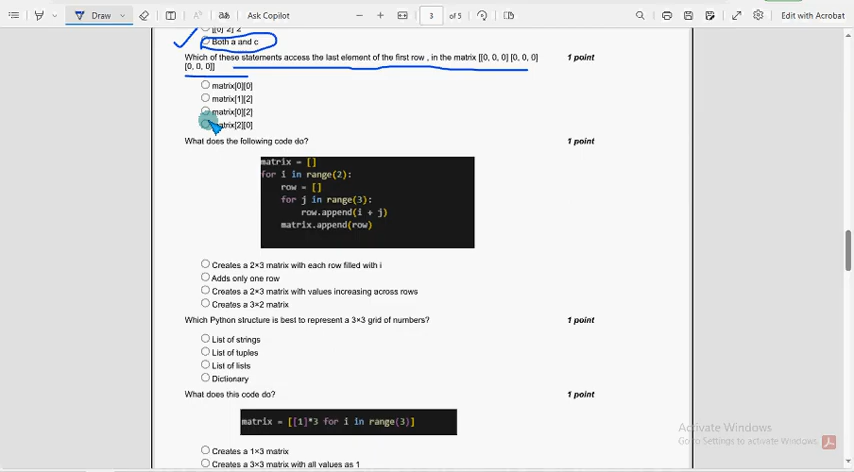 Draw
Ask Copilot
3 of 5
Edit with Acrobat
Both a and c
Which of these statements access the last element of the first row , in the matrix [[0, 0, 0] [0, 0, 0] 1 point
[0, 0, 0]]
matrix[0][0]
matrix[1][2]
matrix[0][2]
matrix[2][0]
What does the following code do? 1 point
matrix = []
for i in range(2):
row = []
for j in range(3):
row.append(i + j)
matrix.append(row)
Creates a 2×3 matrix with each row filled with i
Adds only one row
Creates a 2×3 matrix with values increasing across rows
Creates a 3×2 matrix
Which Python structure is best to represent a 3×3 grid of numbers? 1 point
List of strings
List of tuples
List of lists
Dictionary
What does this code do? 1 point
matrix = [[1]*3 for i in range(3)]
Creates a 1×3 matrix
Creates a 3×3 matrix with all values as 1
Activate Windows
Go to Settings to activate Windows.